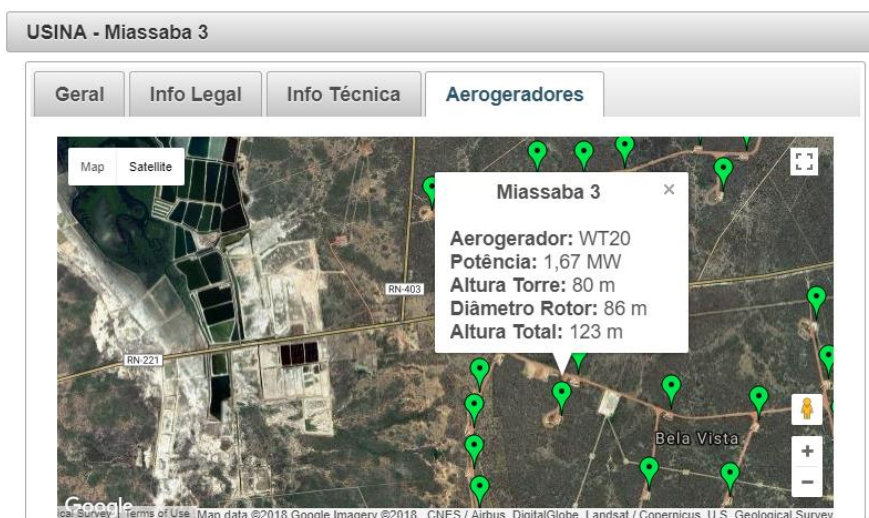 USINA - Miassaba 3
Geral Info Legal Info Técnica Aerogeradores
Map Satellite
Miassaba 3 ×
Aerogerador: WT20
Potência: 1,67 MW
Altura Torre: 80 m
Diâmetro Rotor: 86 m
Altura Total: 123 m
RN-403
RN-221
Bela Vista
+
−
Google
cal Survey Terms of Use Map data ©2018 Google Imagery ©2018 , CNES / Airbus, DigitalGlobe, Landsat / Copernicus, U.S. Geological Survey